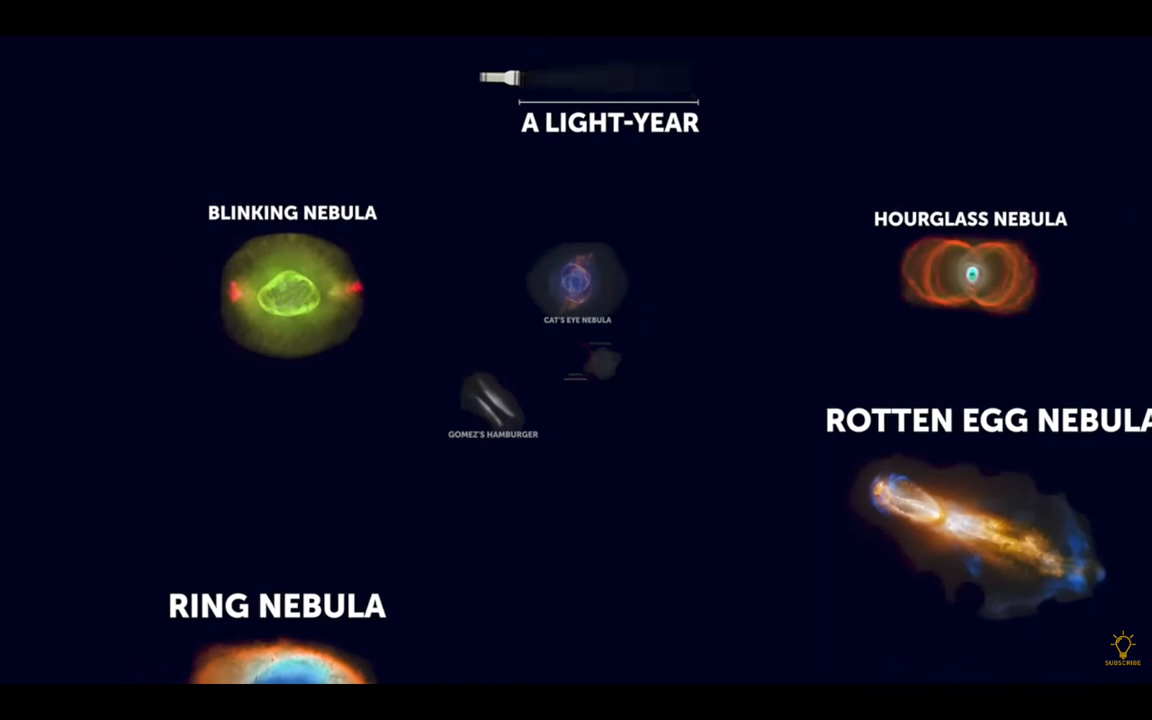 A LIGHT-YEAR
BLINKING NEBULA
HOURGLASS NEBULA
CAT'S EYE NEBULA
ROTTEN EGG NEBULA
GOMEZ'S HAMBURGER
RING NEBULA
SUBSCRIBE